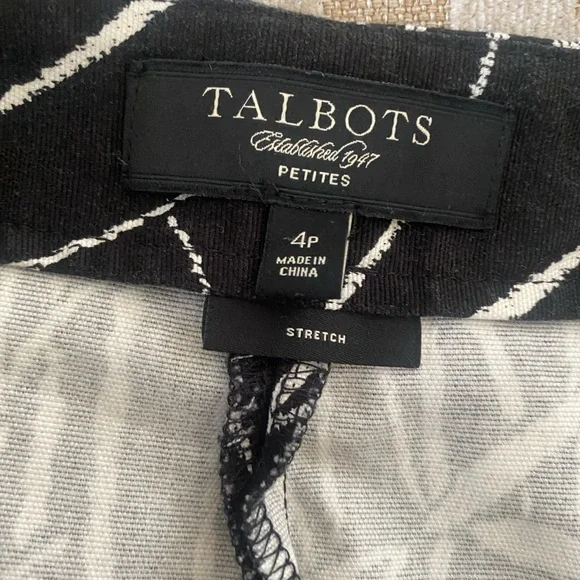 TALBOTS
Established 1947
PETITES
4P
MADE IN
CHINA
STRETCH